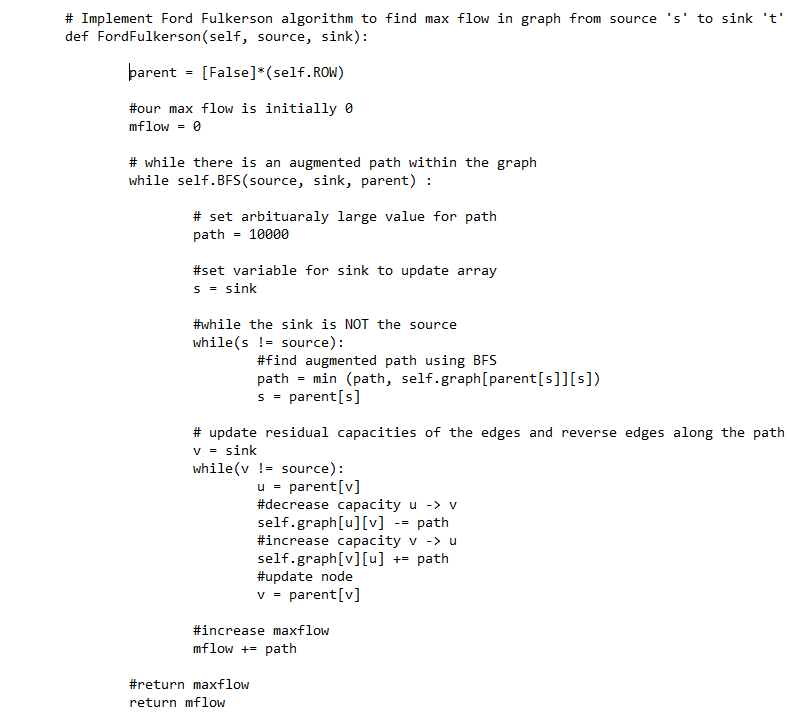 # Implement Ford Fulkerson algorithm to find max flow in graph from source 's' to sink 't'
def FordFulkerson(self, source, sink):
parent = [False]*(self.ROW)
#our max flow is initially 0
mflow = 0
# while there is an augmented path within the graph
while self.BFS(source, sink, parent) :
# set arbituaraly large value for path
path = 10000
#set variable for sink to update array
s = sink
#while the sink is NOT the source
while(s != source):
#find augmented path using BFS
path = min (path, self.graph[parent[s]][s])
s = parent[s]
# update residual capacities of the edges and reverse edges along the path
v = sink
while(v != source):
u = parent[v]
#decrease capacity u -> v
self.graph[u][v] -= path
#increase capacity v -> u
self.graph[v][u] += path
#update node
v = parent[v]
#increase maxflow
mflow += path
#return maxflow
return mflow